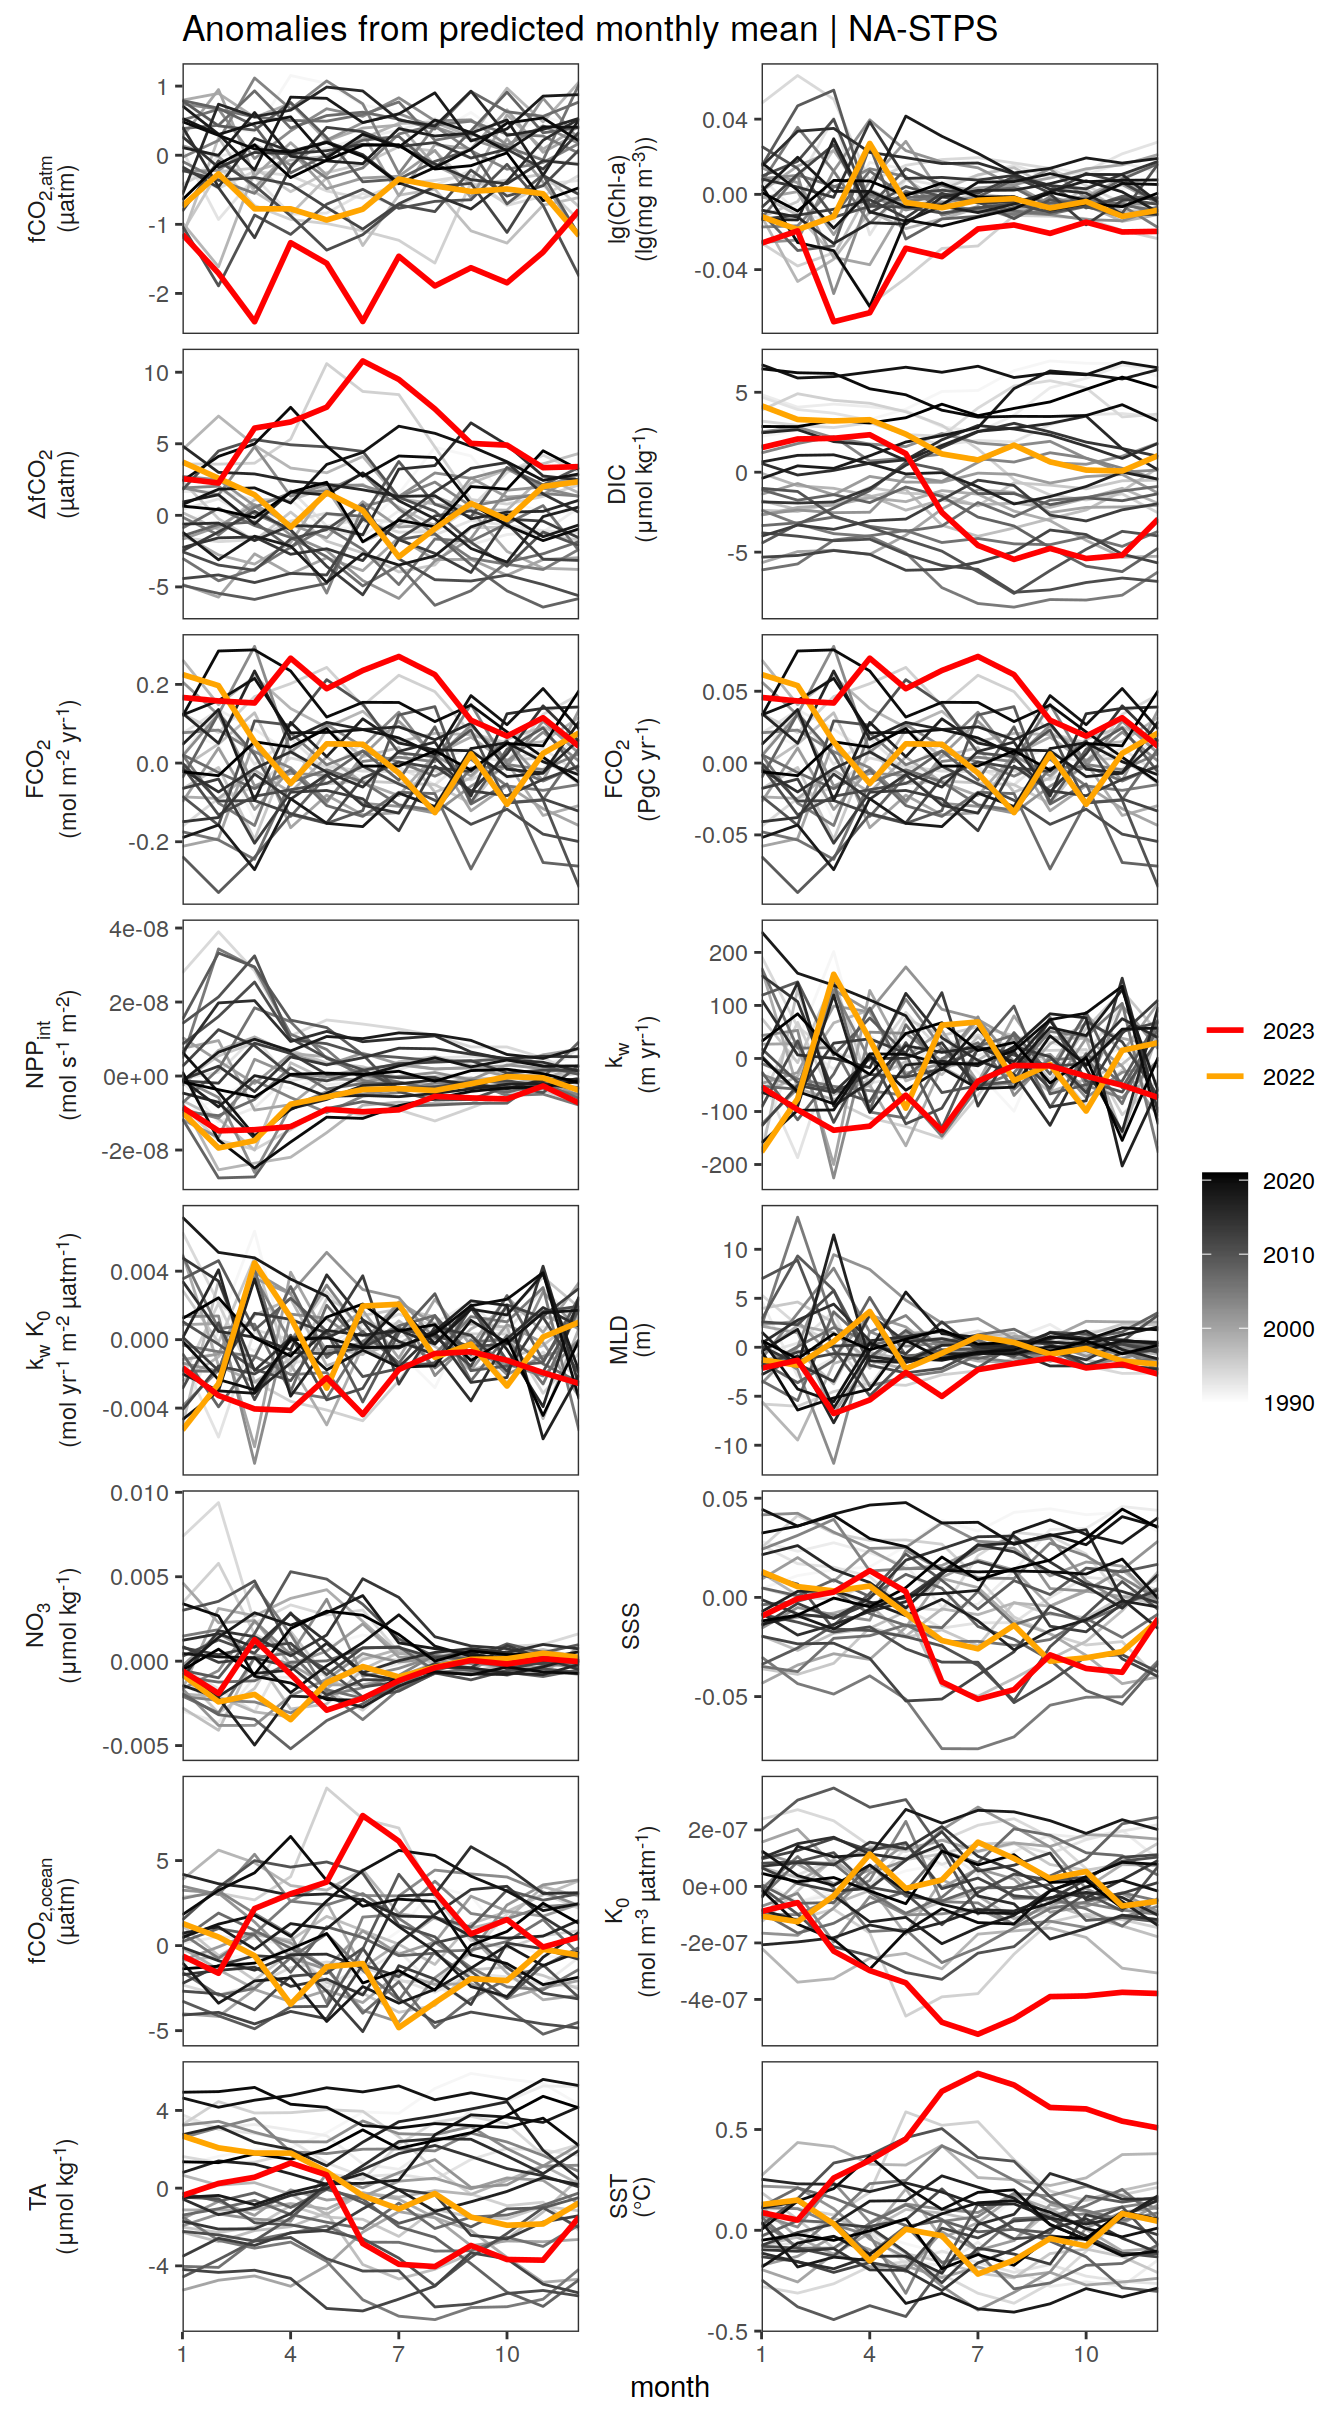 Anomalies from predicted monthly mean | NA-STPS
fCO2,atm
(µatm)
1
0
-1
-2
lg(Chl-a)
(lg(mg m-3))
0.04
0.00
-0.04
ΔfCO2
(µatm)
10
5
0
-5
DIC
(µmol kg-1)
5
0
-5
FCO2
(mol m-2 yr-1)
0.2
0.0
-0.2
FCO2
(PgC yr-1)
0.05
0.00
-0.05
NPPint
(mol s-1 m-2)
4e-08
2e-08
0e+00
-2e-08
kw
(m yr-1)
200
100
0
-100
-200
kw K0
(mol yr-1 m-2 µatm-1)
0.004
0.000
-0.004
MLD
(m)
10
5
0
-5
-10
NO3
(µmol kg-1)
0.010
0.005
0.000
-0.005
SSS
0.05
0.00
-0.05
fCO2,ocean
(µatm)
5
0
-5
K0
(mol m-3 µatm-1)
2e-07
0e+00
-2e-07
-4e-07
TA
(µmol kg-1)
4
0
-4
SST
(°C)
0.5
0.0
-0.5
1 4 7 10
1 4 7 10
month
2023
2022
2020
2010
2000
1990